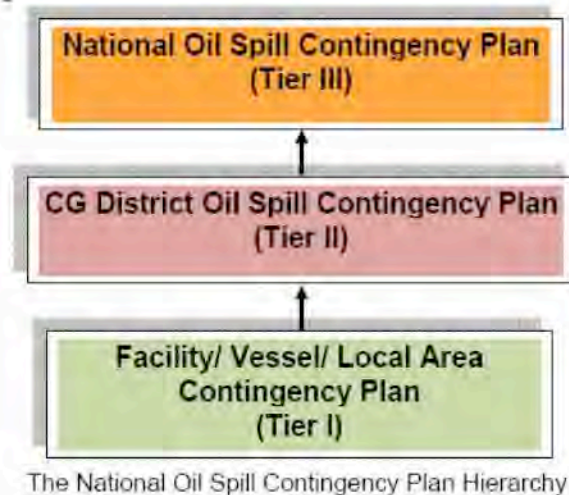 National Oil Spill Contingency Plan
(Tier III)
CG District Oil Spill Contingency Plan
(Tier II)
Facility/ Vessel/ Local Area
Contingency Plan
(Tier I)
The National Oil Spill Contingency Plan Hierarchy